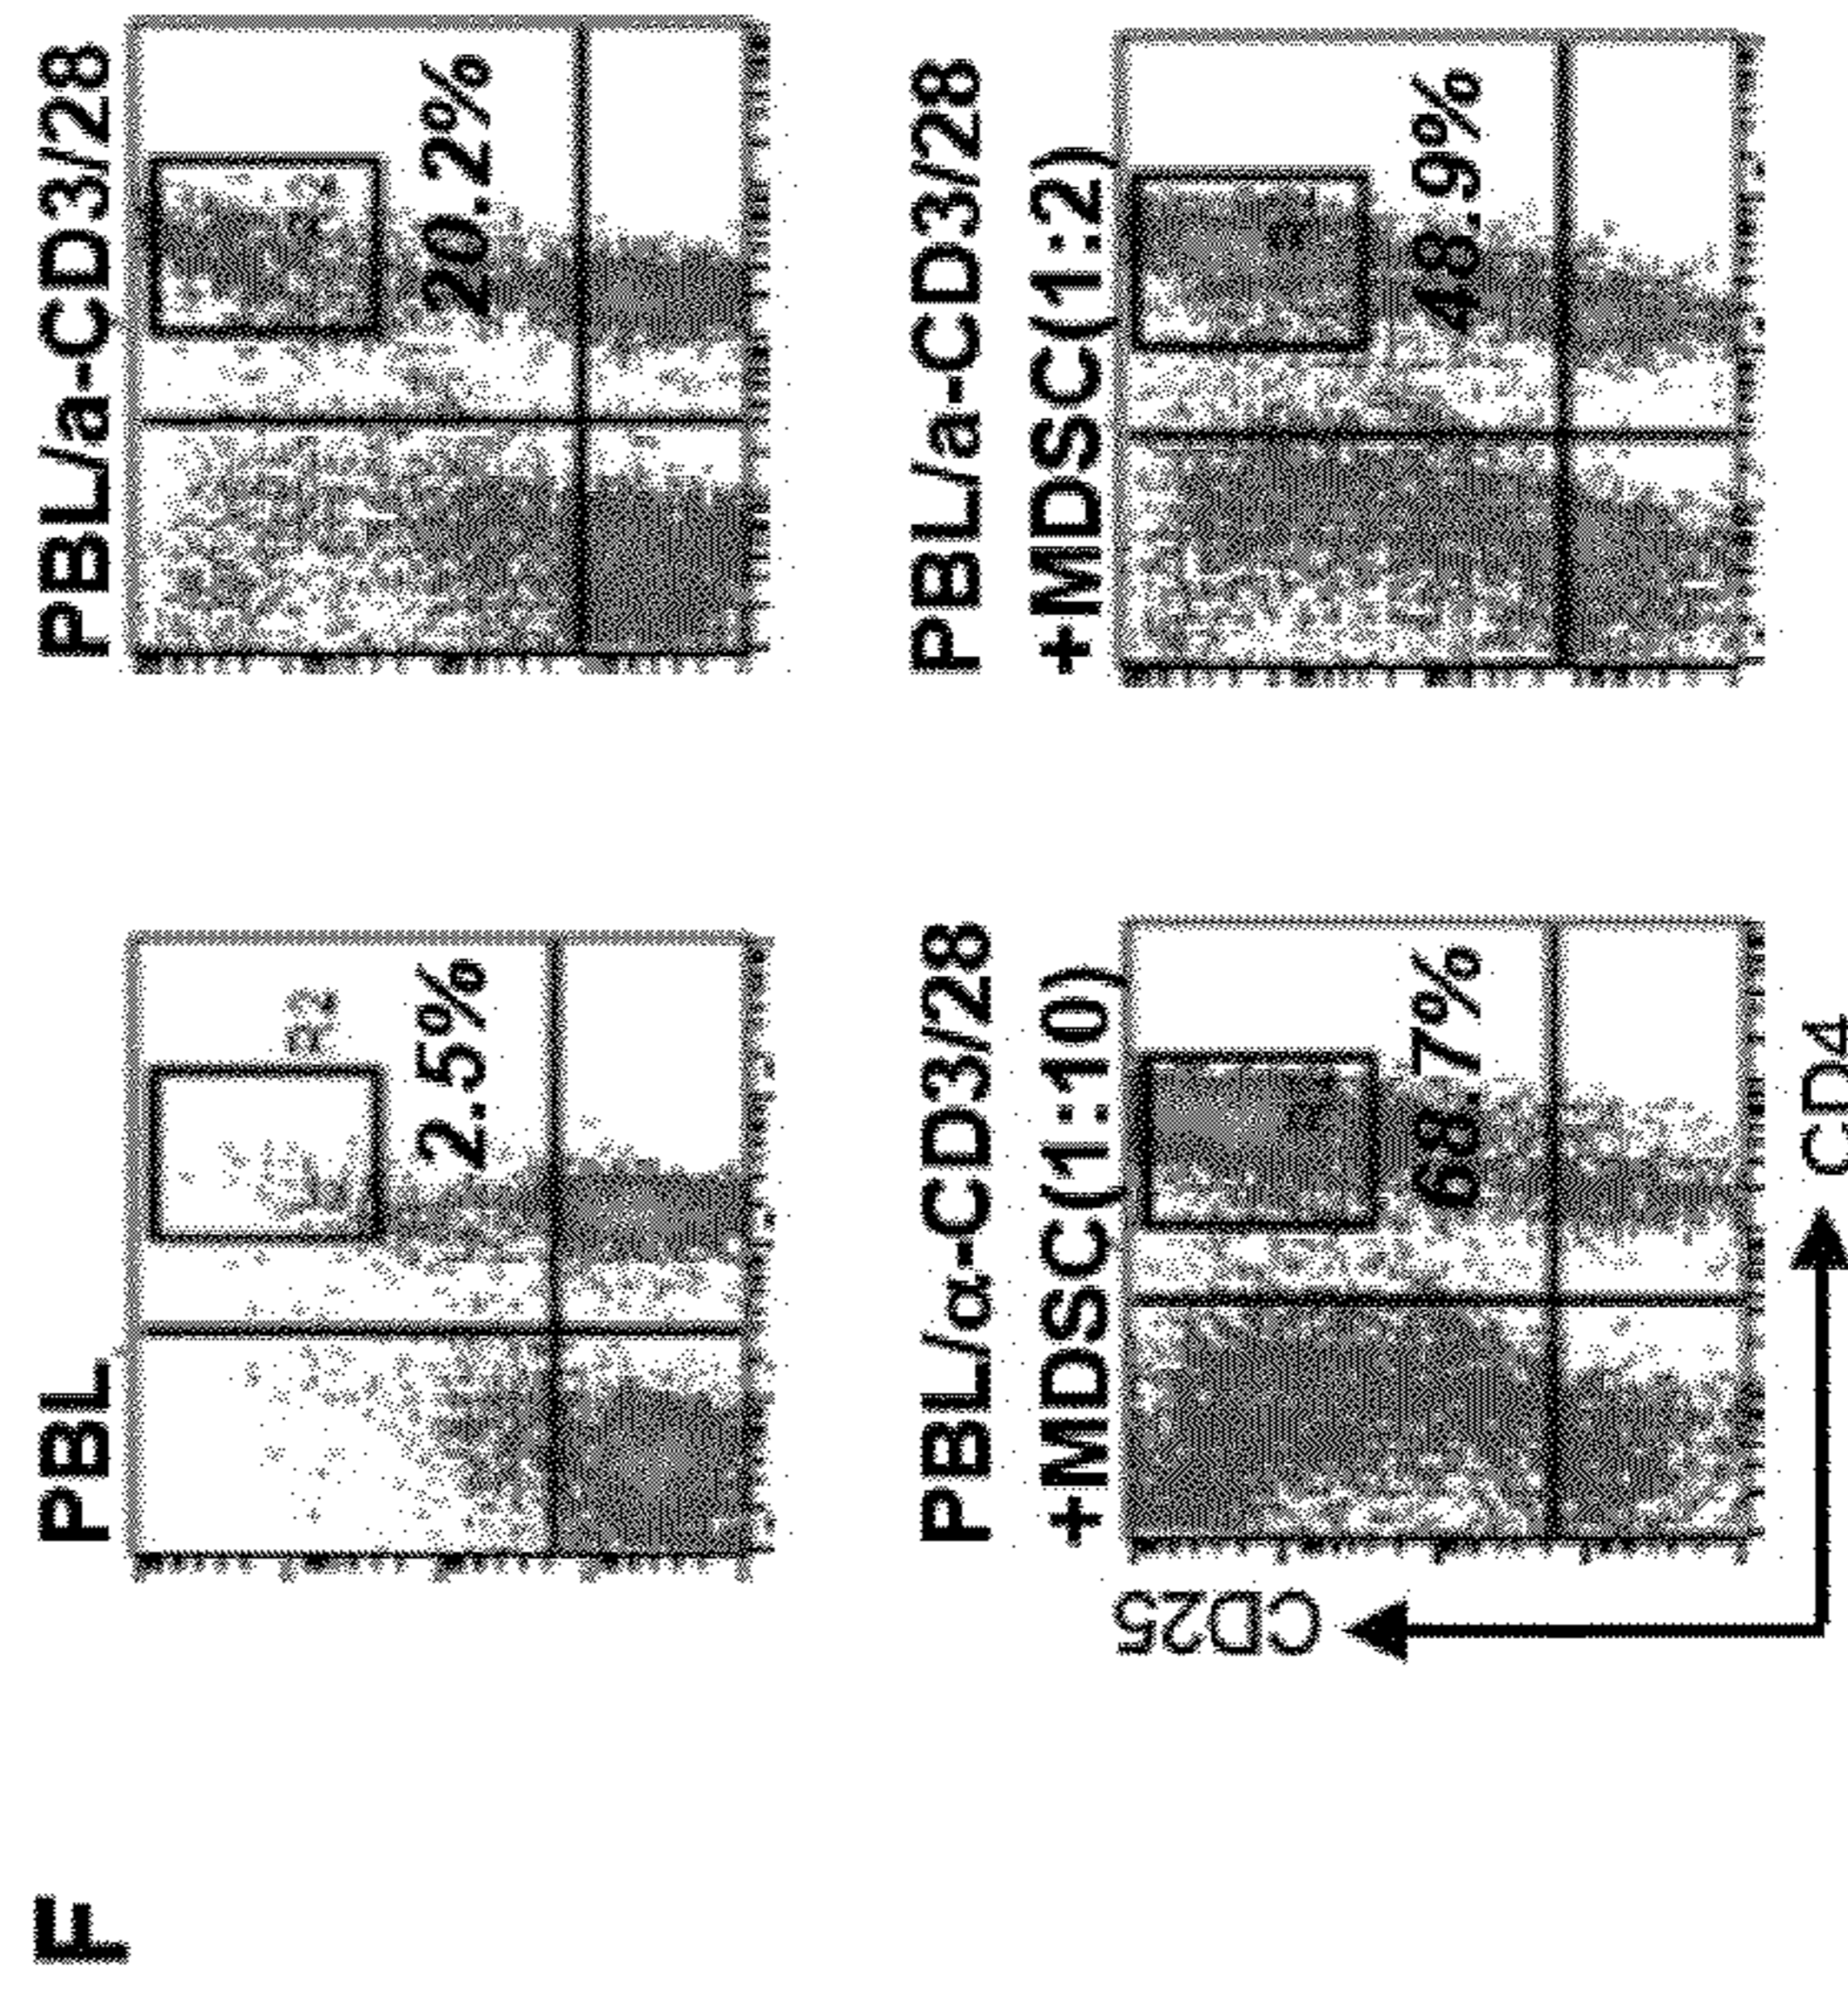 F
PBL
R2
2.5%
PBL/a-CD3/28
20.2%
PBL/α-CD3/28
+MDSC(1:10)
68.7%
PBL/a-CD3/28
+MDSC(1:2)
48.9%
CD25
CD4